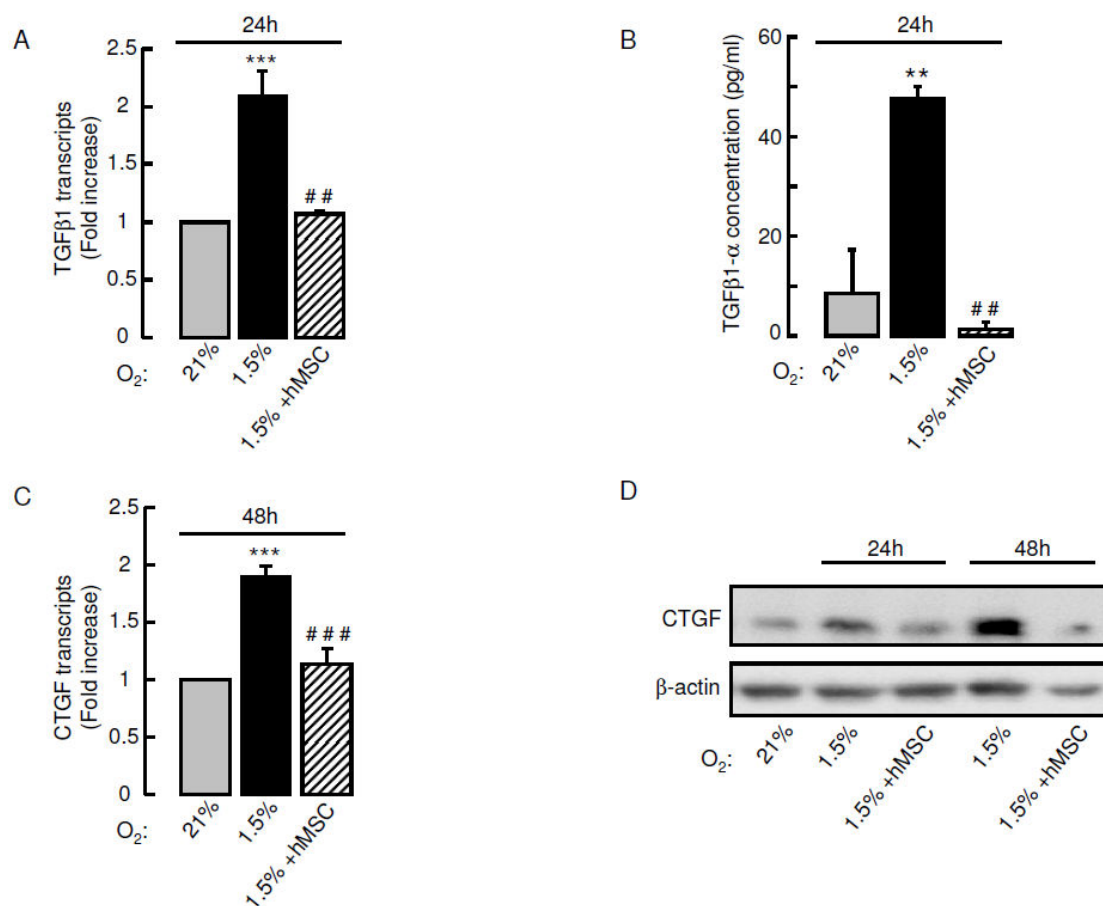 A
24h
TGFβ1 transcripts
(Fold increase)
2.5
2
1.5
1
0.5
0
***
# #
O2:
21%
1.5%
1.5% +hMSC
B
24h
TGFβ1-α concentration (pg/ml)
60
40
20
0
**
# #
O2:
21%
1.5%
1.5% +hMSC
C
48h
CTGF transcripts
(Fold increase)
2.5
2
1.5
1
0.5
0
***
# # #
O2:
21%
1.5%
1.5% +hMSC
D
24h
48h
CTGF
β-actin
O2:
21%
1.5%
1.5% +hMSC
1.5%
1.5% +hMSC